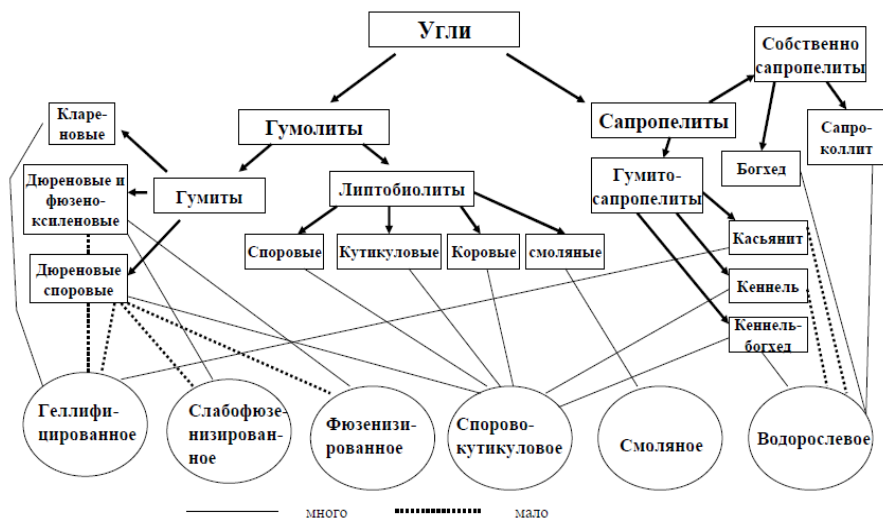 Угли
Собственно
сапропелиты
Кларе-
новые
Гумолиты
Сапропелиты
Сапро-
коллит
Богхед
Дюреновые и
фюзено-
ксиленовые
Гумиты
Липтобиолиты
Гумито-
сапропелиты
Споровые
Кутикуловые
Коровые
смоляные
Касьянит
Дюреновые
споровые
Кеннель
Кеннель-
богхед
Геллифи-
цированное
Слабофюзе-
низирован-
ное
Фюзенизи-
рованное
Спорово-
кутикуловое
Смоляное
Водорослевое
много
мало